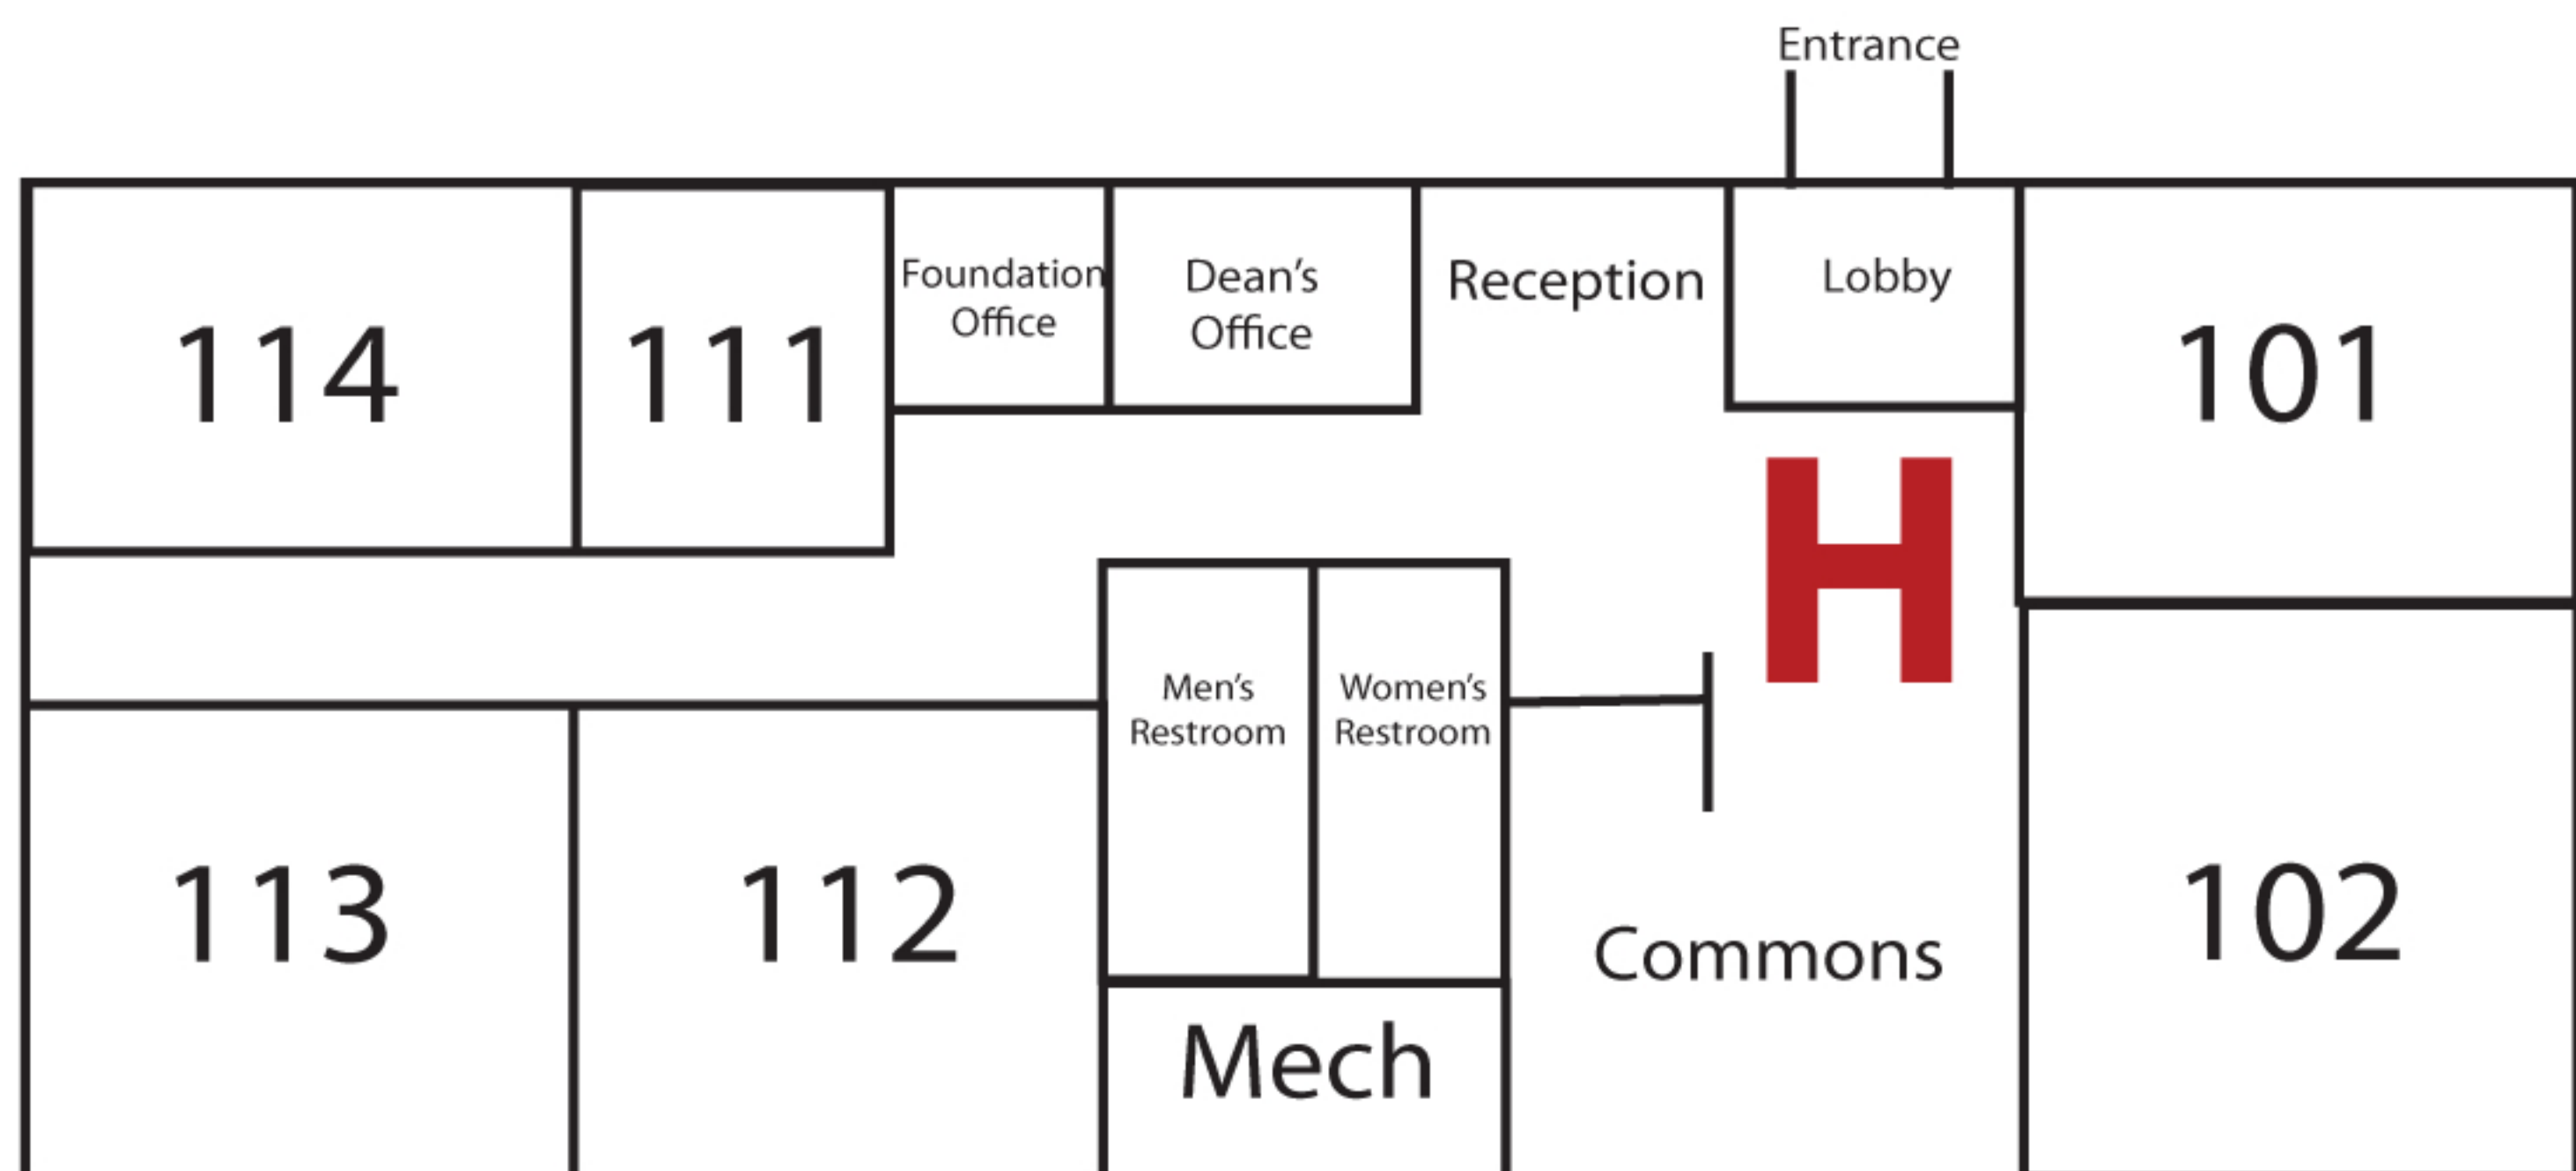 Entrance
114
111
Foundation
Office
Dean's
Office
Reception
Lobby
101
H
Men's
Restroom
Women's
Restroom
113
112
Commons
102
Mech